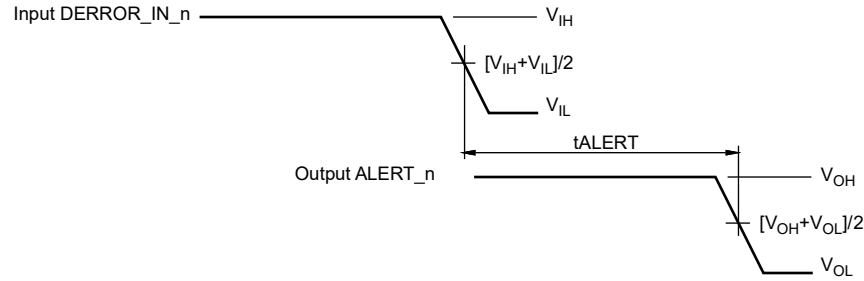 Input DERROR_IN_n
V_IH
[V_IH+V_IL]/2
V_IL
tALERT
Output ALERT_n
V_OH
[V_OH+V_OL]/2
V_OL